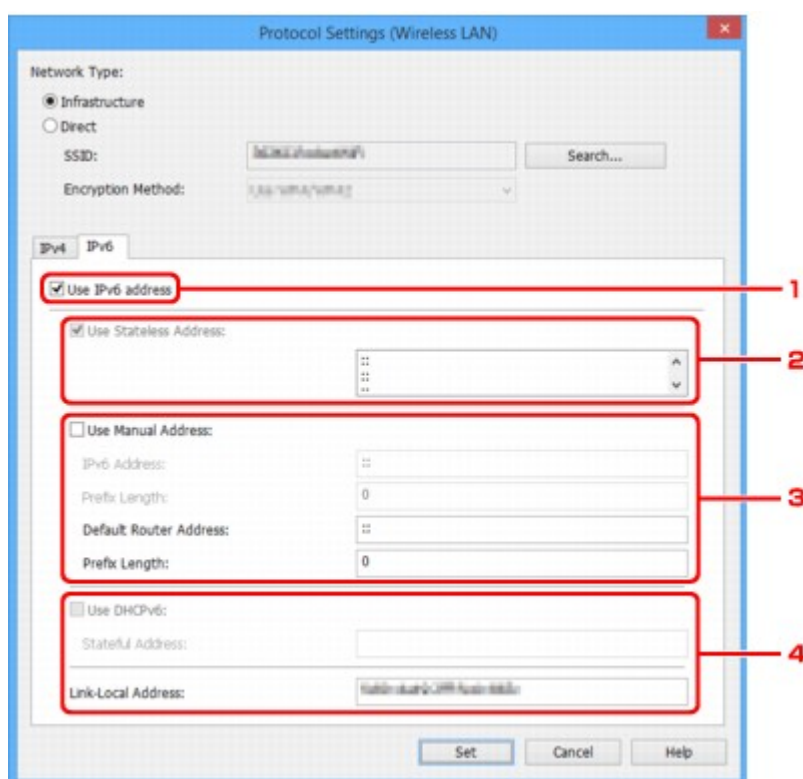 Protocol Settings (Wireless LAN)
Network Type:
Infrastructure
Direct
SSID:
Search...
Encryption Method:
IPv4 IPv6
Use IPv6 address
1
Use Stateless Address:
::
::
::
2
Use Manual Address:
IPv6 Address: ::
Prefix Length: 0
Default Router Address: ::
Prefix Length: 0
3
Use DHCPv6:
Stateful Address:
4
Link-Local Address:
Set Cancel Help